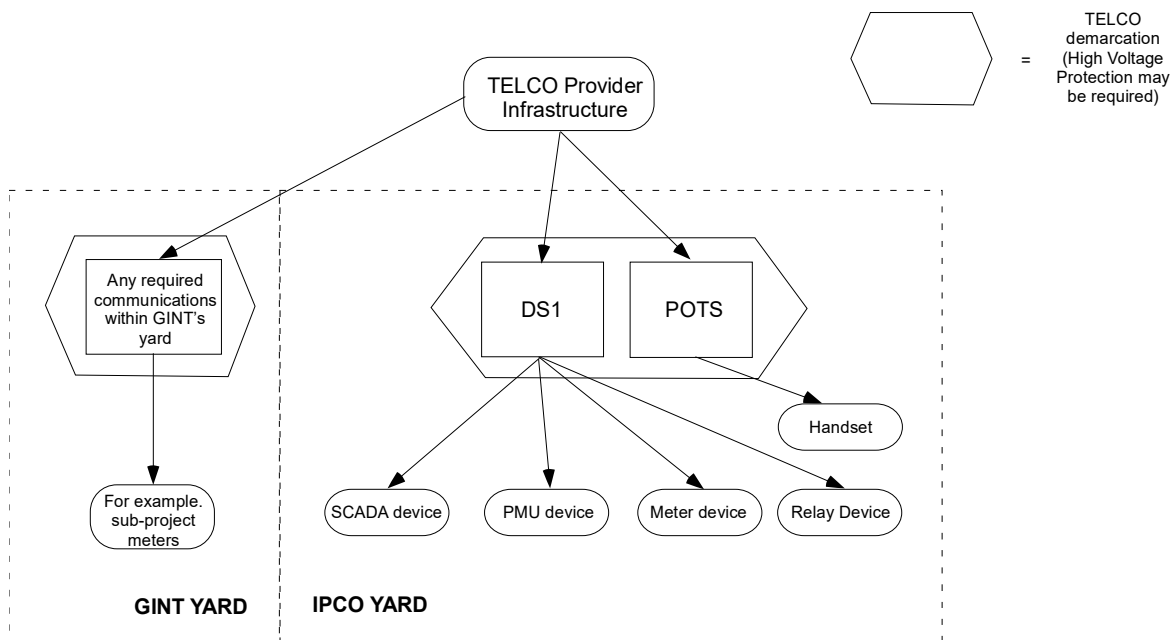 TELCO
demarcation
(High Voltage
Protection may
be required)
=
TELCO Provider
Infrastructure
Any required
communications
within GINT's
yard
DS1
POTS
Handset
For example.
sub-project
meters
SCADA device
PMU device
Meter device
Relay Device
GINT YARD
IPCO YARD